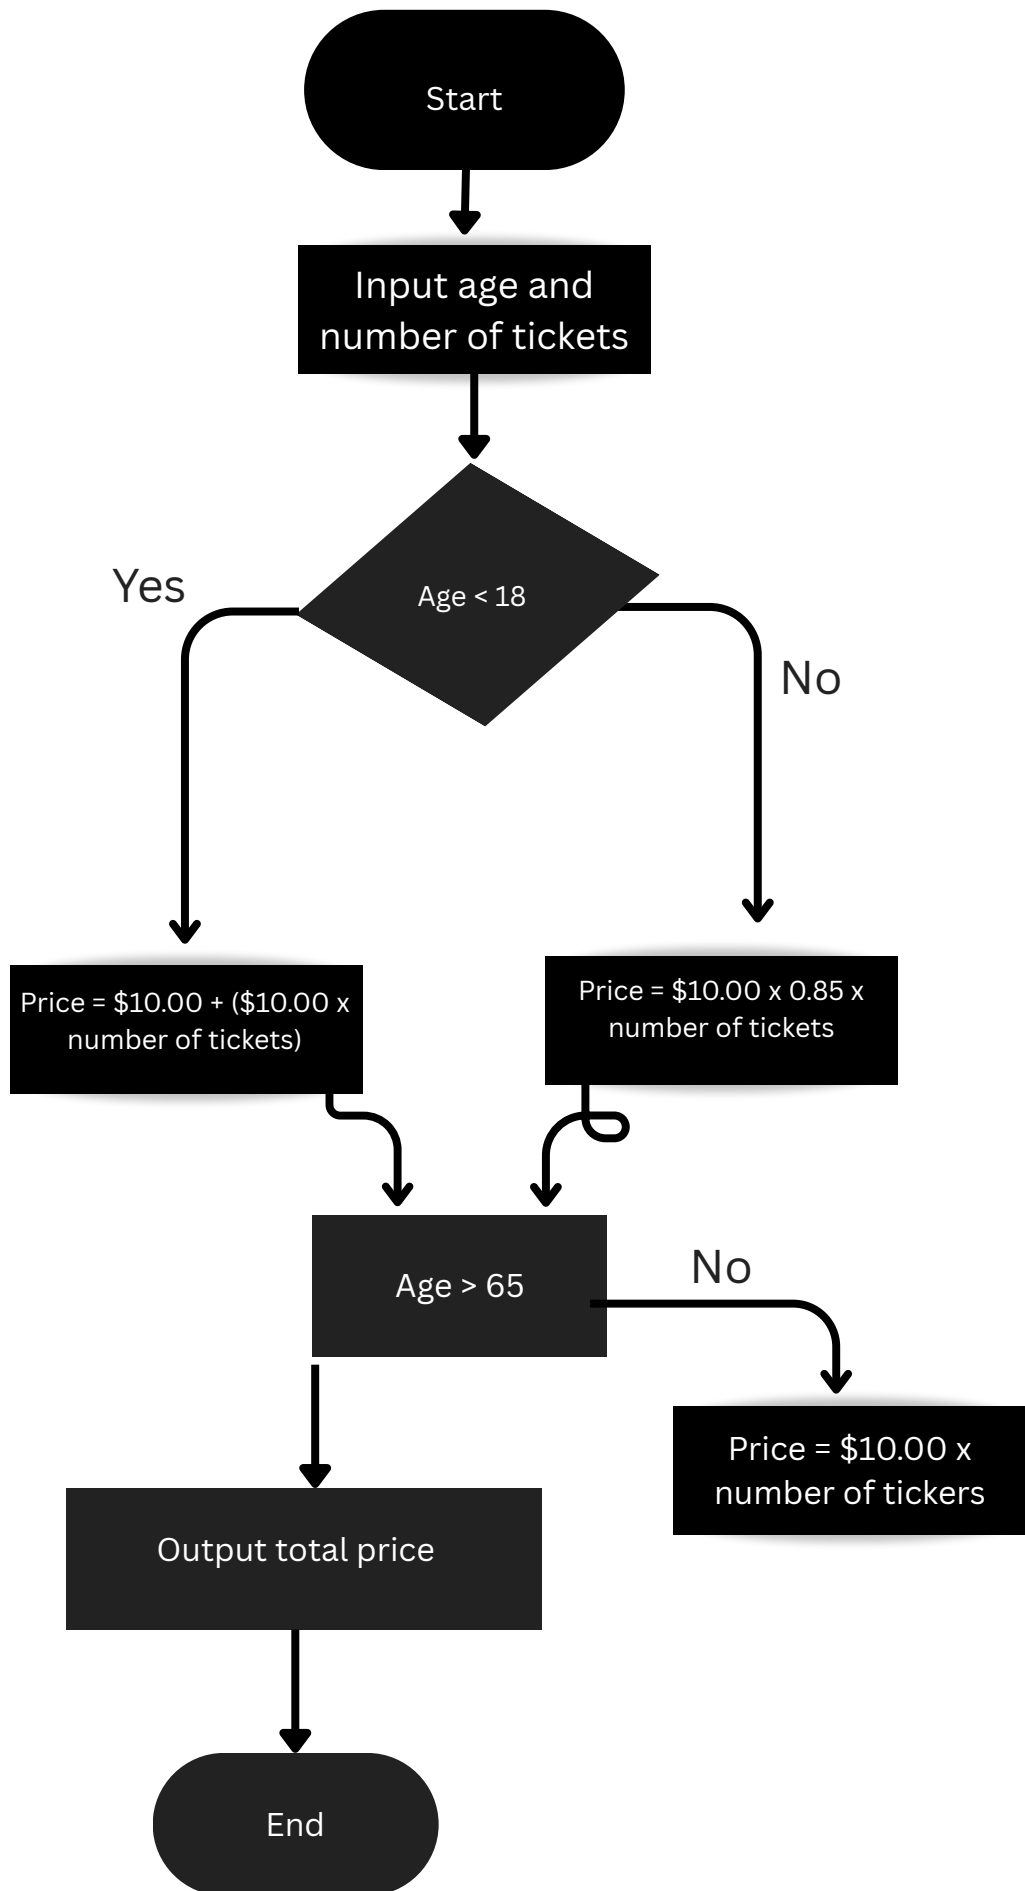 Start
Input age and
number of tickets
Age < 18
Yes
No
Price = $10.00 + ($10.00 x
number of tickets)
Price = $10.00 x 0.85 x
number of tickets
Age > 65
No
Price = $10.00 x
number of tickers
Output total price
End